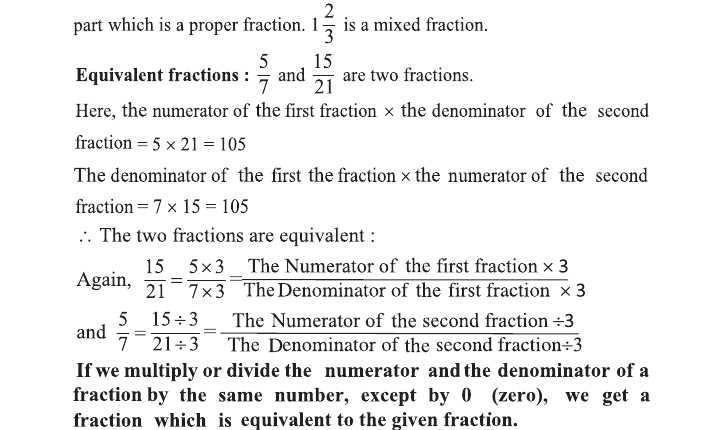 part which is a proper fraction. 1 2/3 is a mixed fraction.
Equivalent fractions : 5/7 and 15/21 are two fractions.
Here, the numerator of the first fraction × the denominator of the second
fraction = 5 × 21 = 105
The denominator of the first the fraction × the numerator of the second
fraction = 7 × 15 = 105
∴ The two fractions are equivalent :
Again, 15/21 = 5×3/7×3 = The Numerator of the first fraction × 3/The Denominator of the first fraction × 3
and 5/7 = 15÷3/21÷3 = The Numerator of the second fraction ÷3/The Denominator of the second fraction÷3
If we multiply or divide the numerator and the denominator of a
fraction by the same number, except by 0 (zero), we get a
fraction which is equivalent to the given fraction.